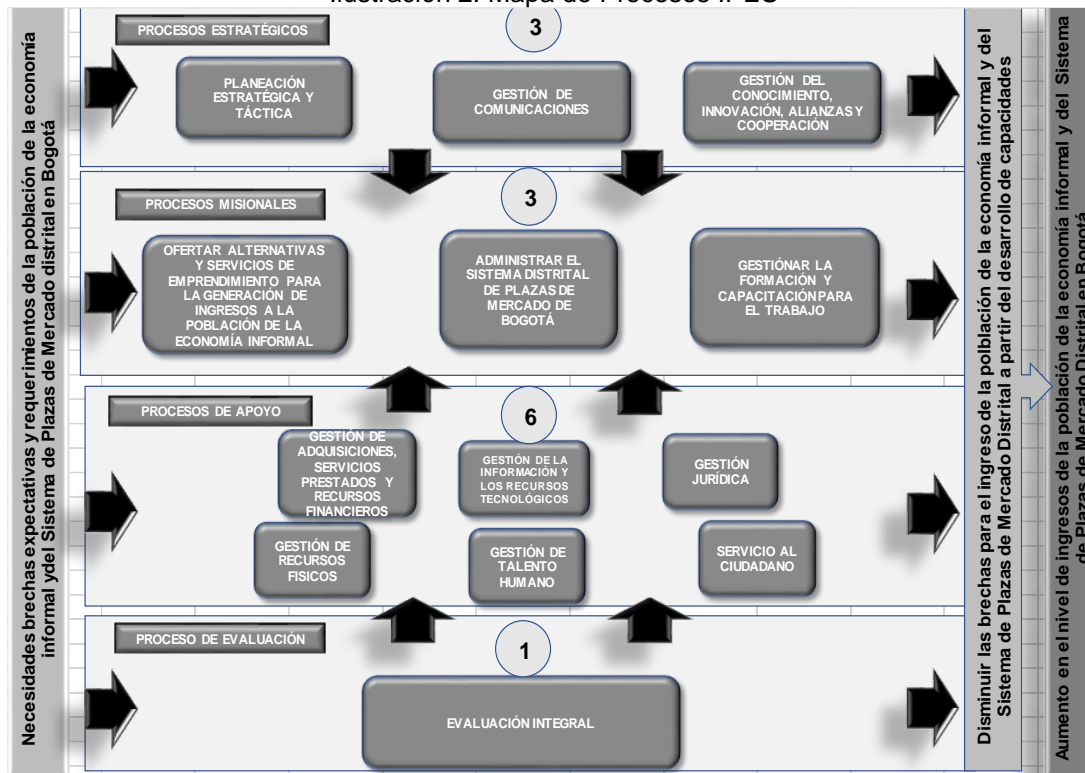 Ilustración 2. Mapa de Procesos IPES
Necesidades brechas expectativas y requerimientos de la población de la economía
informal ydel Sistema de Plazas de Mercado distrital en Bogotá
PROCESOS ESTRATÉGICOS
3
PLANEACIÓN
ESTRATÉGICA Y
TÁCTICA
GESTIÓN DE
COMUNICACIONES
GESTIÓN DEL
CONOCIMIENTO,
INNOVACIÓN, ALIANZAS Y
COOPERACIÓN
PROCESOS MISIONALES
3
OFERTAR ALTERNATIVAS
Y SERVICIOS DE
EMPRENDIMIENTO PARA
LA GENERACIÓN DE
INGRESOS A LA
POBLACIÓN DE LA
ECONOMÍA INFORMAL
ADMINISTRAR EL
SISTEMA DISTRITAL
DE PLAZAS DE
MERCADO DE
BOGOTÁ
GESTIÓNAR LA
FORMACIÓN Y
CAPACITACIÓN PARA
EL TRABAJO
PROCESOS DE APOYO
6
GESTIÓN DE
ADQUISICIONES,
SERVICIOS
PRESTADOS Y
RECURSOS
FINANCIEROS
GESTIÓN DE LA
INFORMACIÓN Y
LOS RECURSOS
TECNOLÓGICOS
GESTIÓN
JURÍDICA
GESTIÓN DE
RECURSOS
FISICOS
GESTIÓN DE
TALENTO
HUMANO
SERVICIO AL
CIUDADANO
PROCESO DE EVALUACIÓN
1
EVALUACIÓN INTEGRAL
Disminuir las brechas para el ingreso de la polblación de la economía informal y del
Sistema de Plazas de Mercado Distrital a partir del desarrollo de capacidades
Aumento en el nivel de ingresos de la población de la economía informal y del Sistema
de Plazas de Mercado Distrital en Bogotá